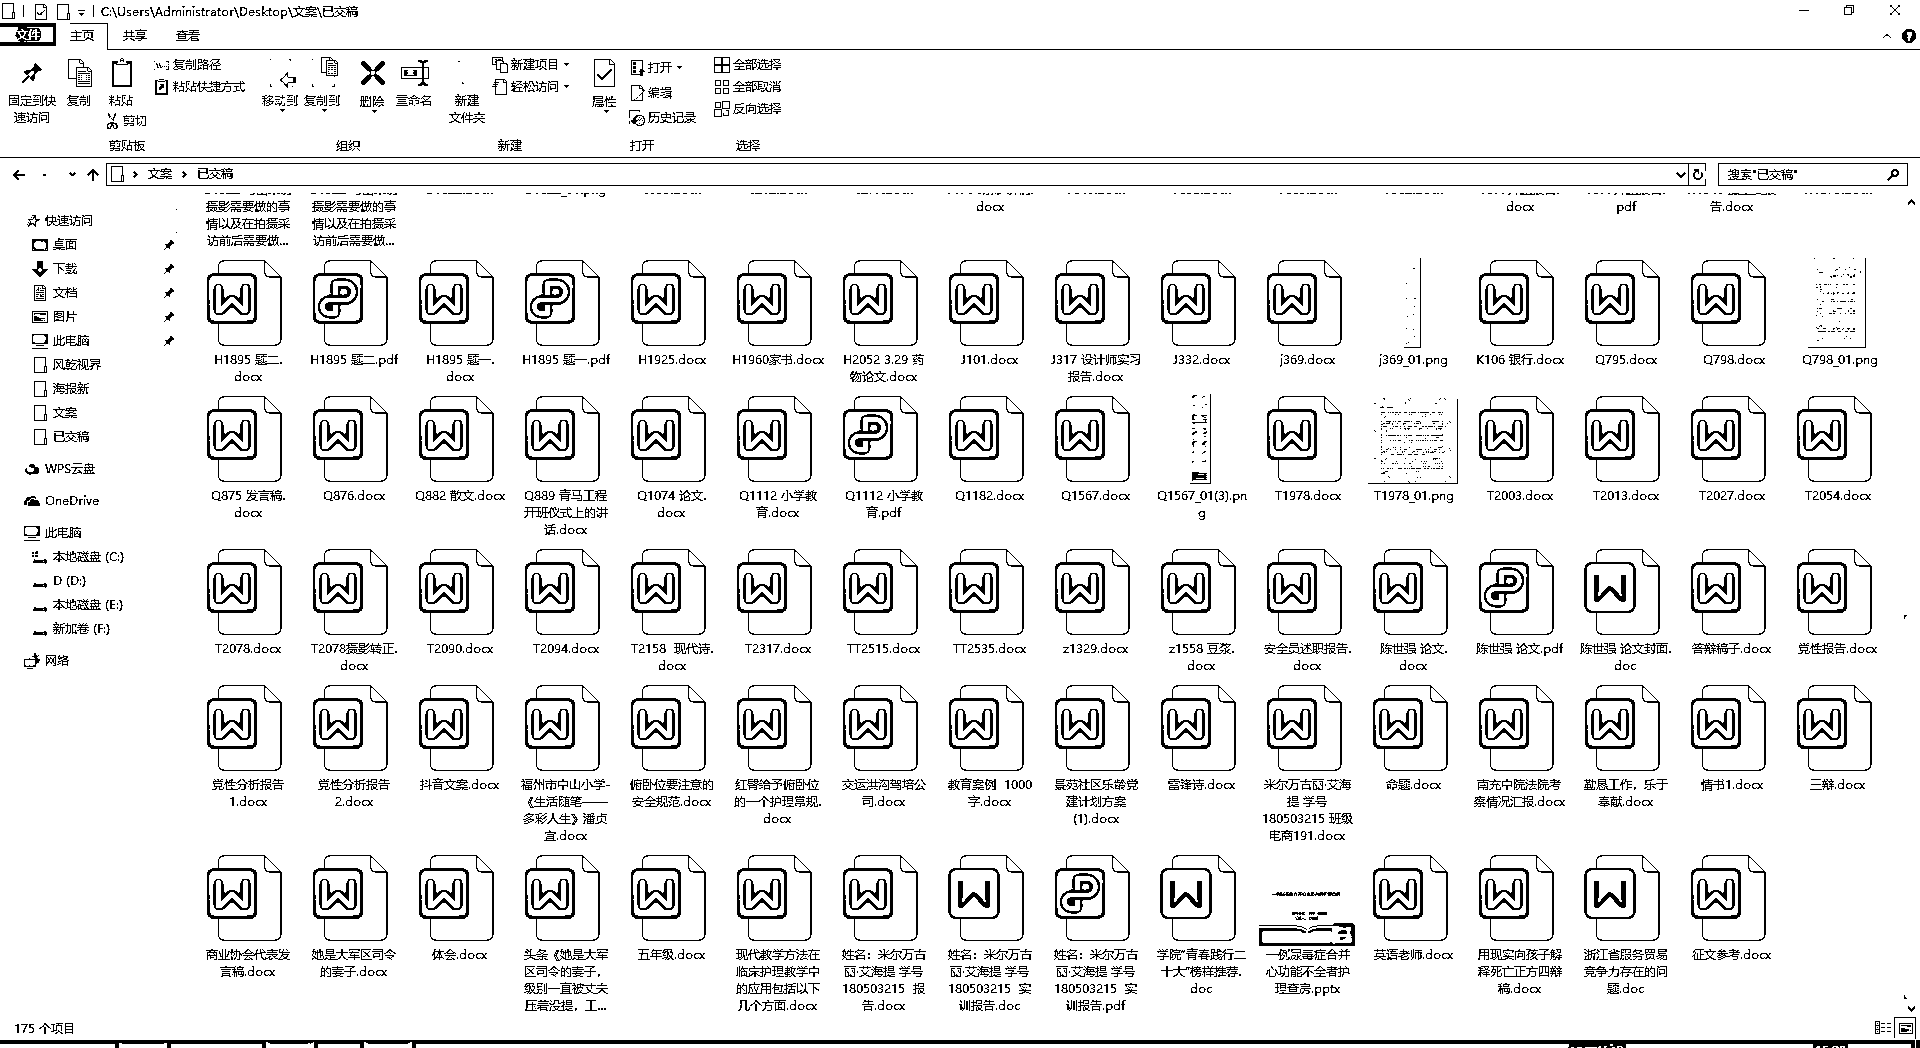 C:\Users\Administrator\Desktop\文案\已交稿
文件 主页 共享 查看
固定到快速访问
复制
粘贴
复制路径
粘贴快捷方式
剪切
移动到 复制到 删除 重命名
新建文件夹
新建项目
轻松访问
属性
打开
编辑
历史记录
全部选择
全部取消
反向选择
剪贴板 组织 新建 打开 选择
文案 已交稿
搜索"已交稿"
快速访问
桌面
下载
文档
图片
此电脑
风乾视界
海报新
文案
已交稿
WPS云盘
OneDrive
此电脑
本地磁盘 (C:)
D (D:)
本地磁盘 (E:)
新加卷 (F:)
网络
摄影需要做的事情以及在拍摄采访前后需要做...
摄影需要做的事情以及在拍摄采访前后需要做...
docx
docx
pdf
告.docx
H1895 题二.docx
H1895 题二.pdf
H1895 题一.docx
H1895 题一.pdf
H1925.docx
H1960家书.docx
H2052 3.29 药物论文.docx
J101.docx
J317 设计师实习报告.docx
J332.docx
j369.docx
j369_01.png
K106 银行.docx
Q795.docx
Q798.docx
Q798_01.png
Q875 发言稿.docx
Q876.docx
Q882 散文.docx
Q889 青马工程开班仪式上的讲话.docx
Q1074 论文.docx
Q1112 小学教育.docx
Q1112 小学教育.pdf
Q1182.docx
Q1567.docx
Q1567_01(3).png
T1978.docx
T1978_01.png
T2003.docx
T2013.docx
T2027.docx
T2054.docx
T2078.docx
T2078摄影转正.docx
T2090.docx
T2094.docx
T2158 现代诗.docx
T2317.docx
TT2515.docx
TT2535.docx
z1329.docx
z1558 豆浆.docx
安全员述职报告.docx
陈世强 论文.docx
陈世强 论文.pdf
陈世强 论文封面.doc
答辩稿子.docx
党性报告.docx
党性分析报告1.docx
党性分析报告2.docx
抖音文案.docx
福州市中山小学-《生活随笔——多彩人生》潘贞宜.docx
俯卧位要注意的安全规范.docx
红臀给予俯卧位的一个护理常规.docx
交运洪沟驾培公司.docx
教育案例 1000字.docx
景苑社区乐龄党建计划方案(1).docx
雷锋诗.docx
米尔万古丽·艾海提 学号180503215 班级 电商191.docx
命题.docx
南充中院法院考察情况汇报.docx
勤恳工作，乐于奉献.docx
情书1.docx
三辩.docx
商业协会代表发言稿.docx
她是大军区司令的妻子.docx
体会.docx
头条《她是大军区司令的妻子，级别一直被丈夫压着没提，工...
五年级.docx
现代教学方法在临床护理教学中的应用包括以下几个方面.docx
姓名：米尔万古丽·艾海提 学号180503215 报告.docx
姓名：米尔万古丽·艾海提 学号180503215 实训报告.doc
姓名：米尔万古丽·艾海提 学号180503215 实训报告.pdf
学院"青春践行二十大"榜样推荐.doc
一例尿毒症合并心功能不全者护理查房.pptx
英语老师.docx
用现实向孩子解释死亡正方四辩稿.docx
浙江省服务贸易竞争力存在的问题.doc
征文参考.docx
175 个项目